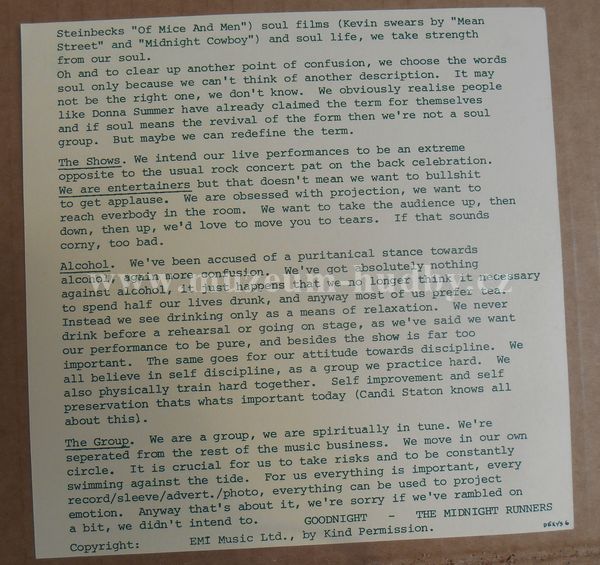 Steinbecks "Of Mice And Men") soul films (Kevin swears by "Mean
Street" and "Midnight Cowboy") and soul life, we take strength
from our soul.
Oh and to clear up another point of confusion, we choose the words
soul only because we can't think of another description. It may
not be the right one, we don't know. We obviously realise people
like Donna Summer have already claimed the term for themselves
and if soul means the revival of the form then we're not a soul
group. But maybe we can redefine the term.
The Shows. We intend our live performances to be an extreme
opposite to the usual rock concert pat on the back celebration.
We are entertainers but that doesn't mean we want to bullshit
to get applause. We are obsessed with projection, we want to
reach everbody in the room. We want to take the audience up, then
down, then up, we'd love to move you to tears. If that sounds
corny, too bad.
Alcohol. We've been accused of a puritanical stance towards
alcohol, again more confusion. We've got absolutely nothing
against alcohol, it just happens that we no longer think it necessary
to spend half our lives drunk, and anyway most of us prefer tea.
Instead we see drinking only as a means of relaxation. We never
drink before a rehearsal or going on stage, as we've said we want
our performance to be pure, and besides the show is far too
important. The same goes for our attitude towards discipline. We
all believe in self discipline, as a group we practice hard. We
also physically train hard together. Self improvement and self
preservation thats whats important today (Candi Staton knows all
about this).
The Group. We are a group, we are spiritually in tune. We're
seperated from the rest of the music business. We move in our own
circle. It is crucial for us to take risks and to be constantly
swimming against the tide. For us everything is important, every
record/sleeve/advert./photo, everything can be used to project
emotion. Anyway that's about it, we're sorry if we've rambled on
a bit, we didn't intend to. GOODNIGHT - THE MIDNIGHT RUNNERS
Copyright: EMI Music Ltd., by Kind Permission.
DEXYS 6
www.muzeum-hudby.cz